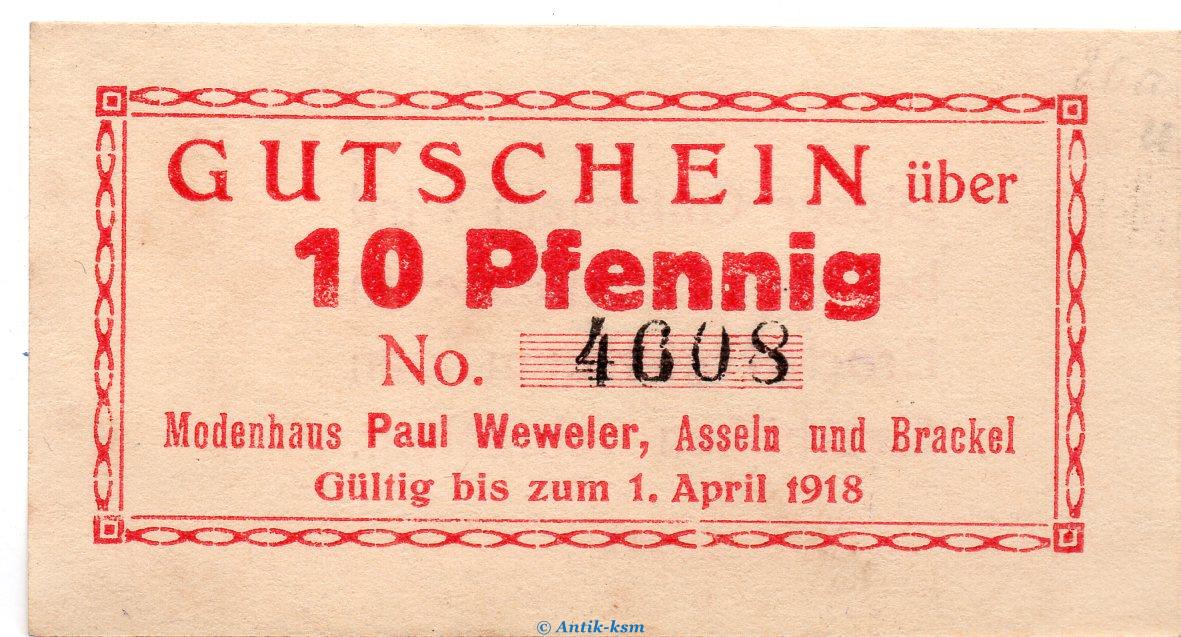 GUTSCHEIN über
10 Pfennig
No. 4608
Modenhaus Paul Weweler, Asseln und Brackel
Gültig bis zum 1. April 1918
© Antik-ksm